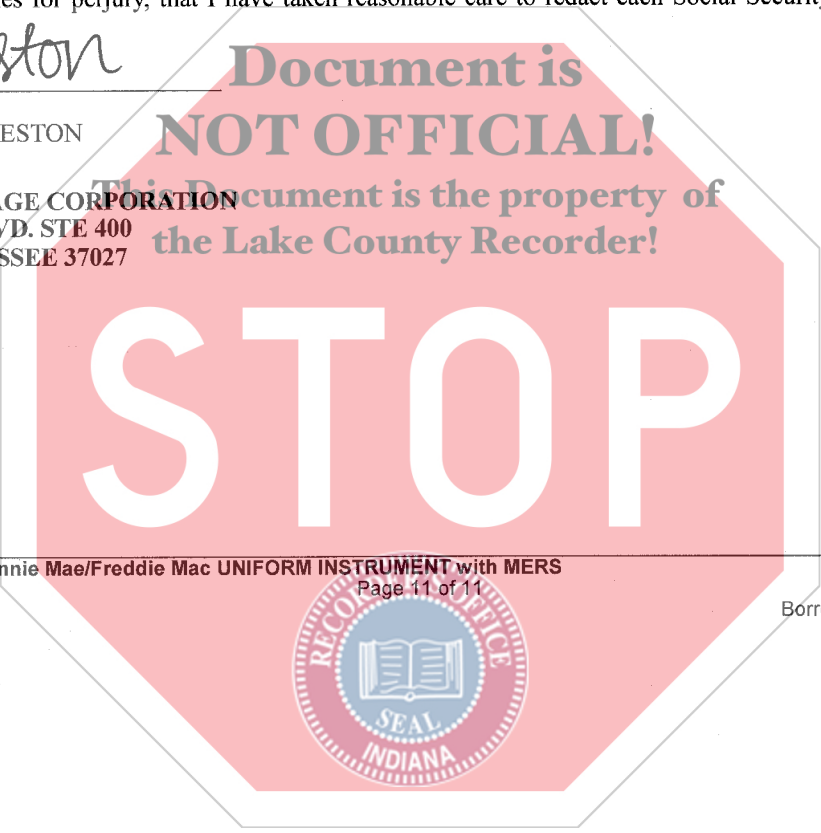 for perjury, that I have taken reasonable care to redact each Social Security
ston
ESTON
Document is
NOT OFFICIAL!
This Document is the property of
the Lake County Recorder!
GE CORPORATION
VD. STE 400
SSEE 37027
STOP
nnie Mae/Freddie Mac UNIFORM INSTRUMENT with MERS
Page 11 of 11
Borr
RECORDER'S OFFICE
SEAL
INDIANA